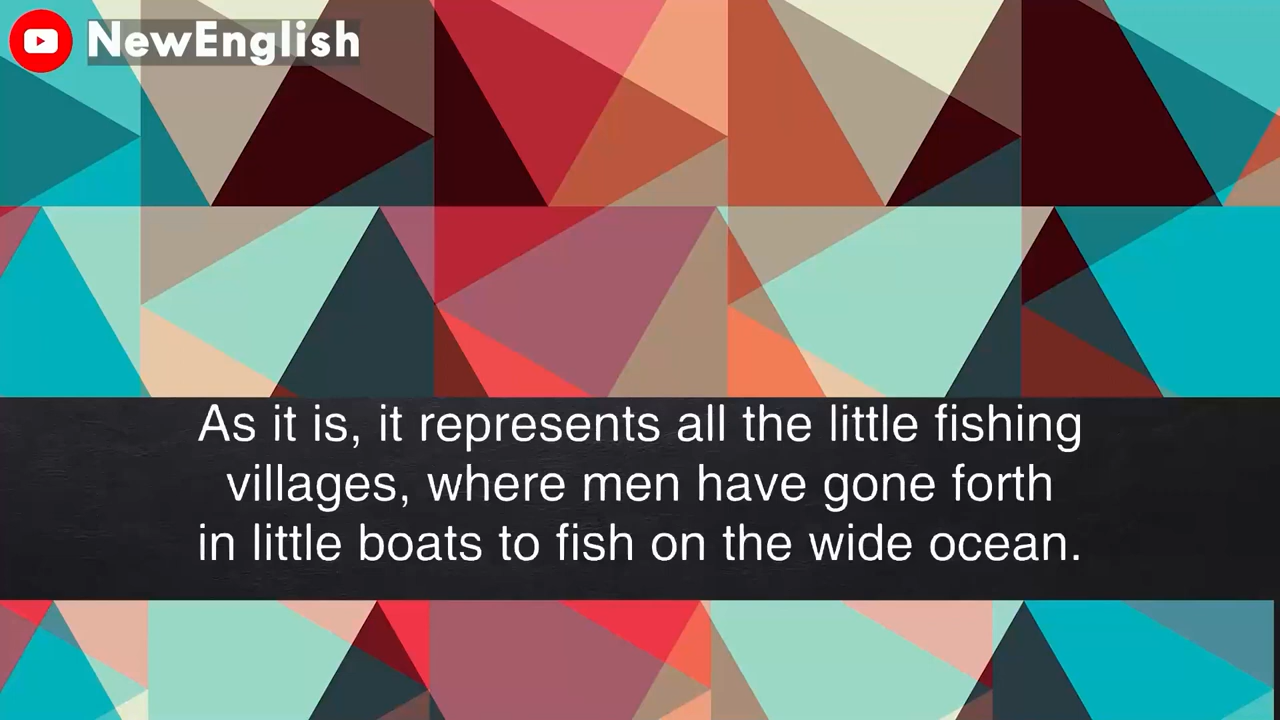 NewEnglish
As it is, it represents all the little fishing
villages, where men have gone forth
in little boats to fish on the wide ocean.